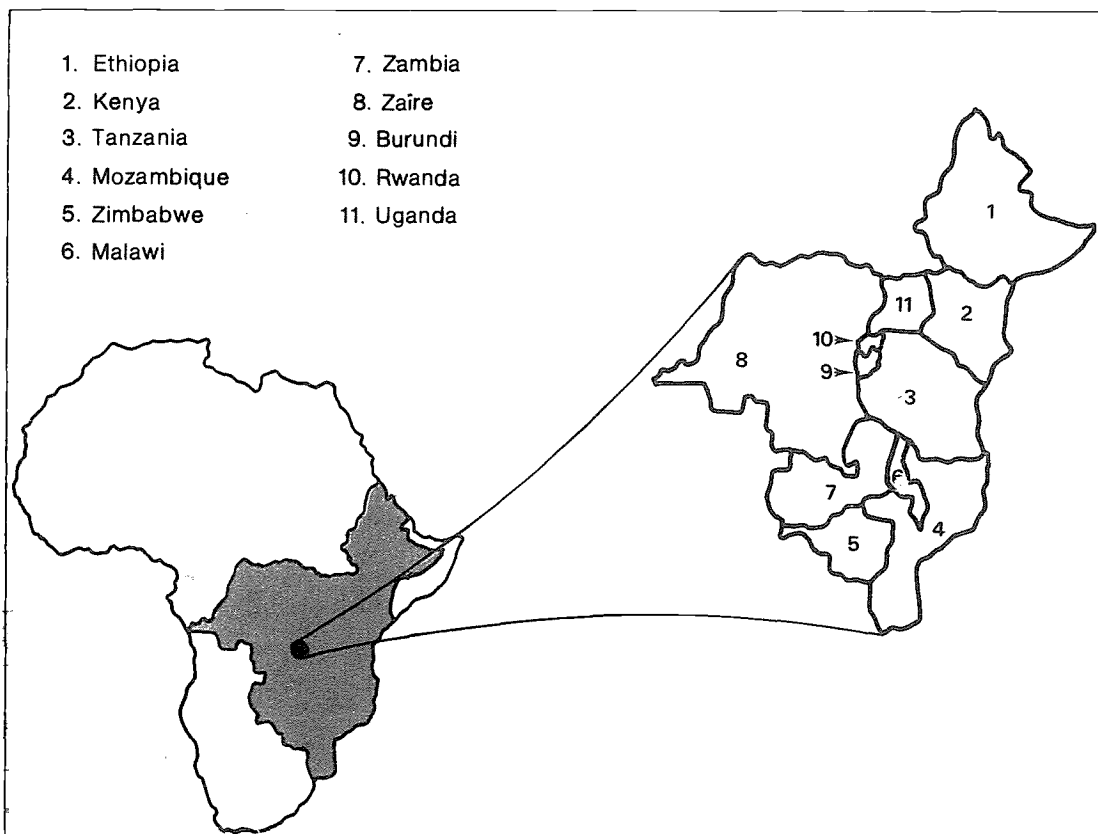 1. Ethiopia
2. Kenya
3. Tanzania
4. Mozambique
5. Zimbabwe
6. Malawi
7. Zambia
8. Zaïre
9. Burundi
10. Rwanda
11. Uganda
1
11
2
10
8
9
3
7
6
4
5